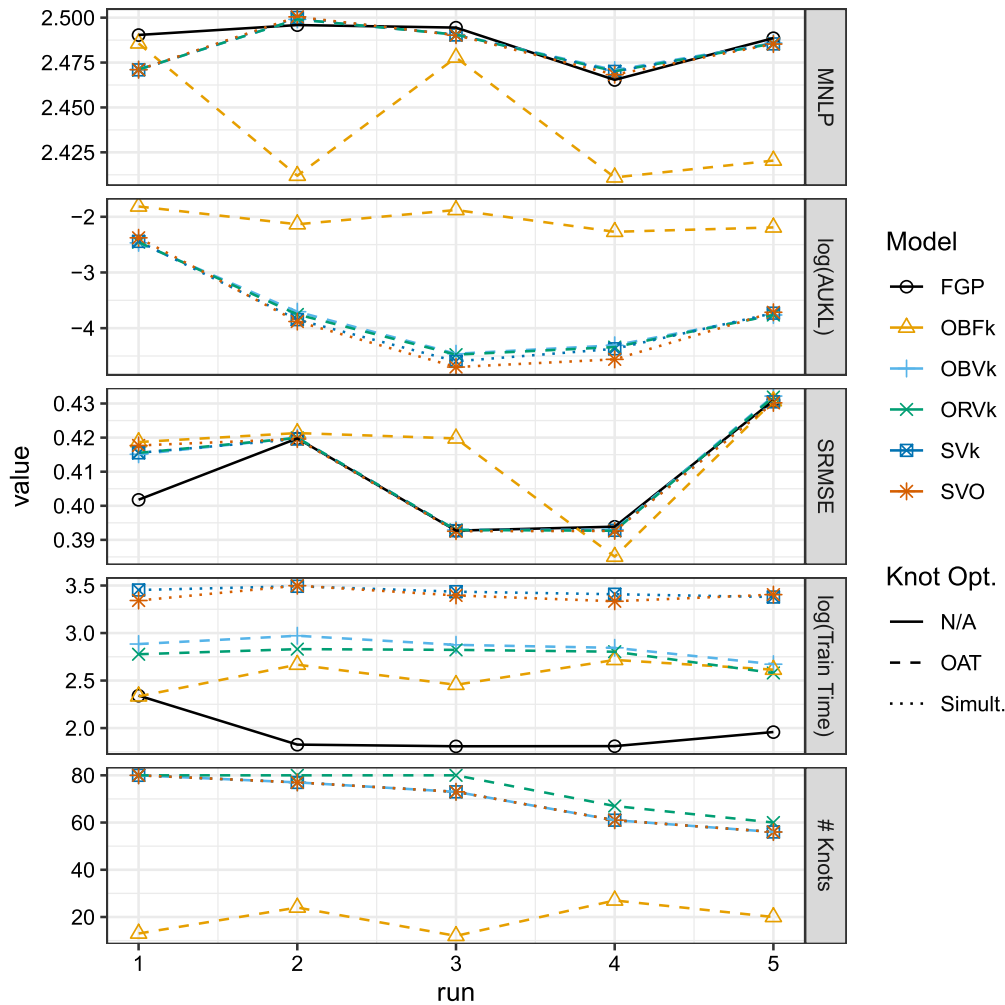 2.500
2.475
2.450
2.425
MNLP
−2
−3
−4
log(AUKL)
0.43
0.42
0.41
0.40
0.39
SRMSE
3.5
3.0
2.5
2.0
log(Train Time)
80
60
40
20
# Knots
1 2 3 4 5
run
value
Model
FGP
OBFk
OBVk
ORVk
SVk
SVO
Knot Opt.
N/A
OAT
Simult.